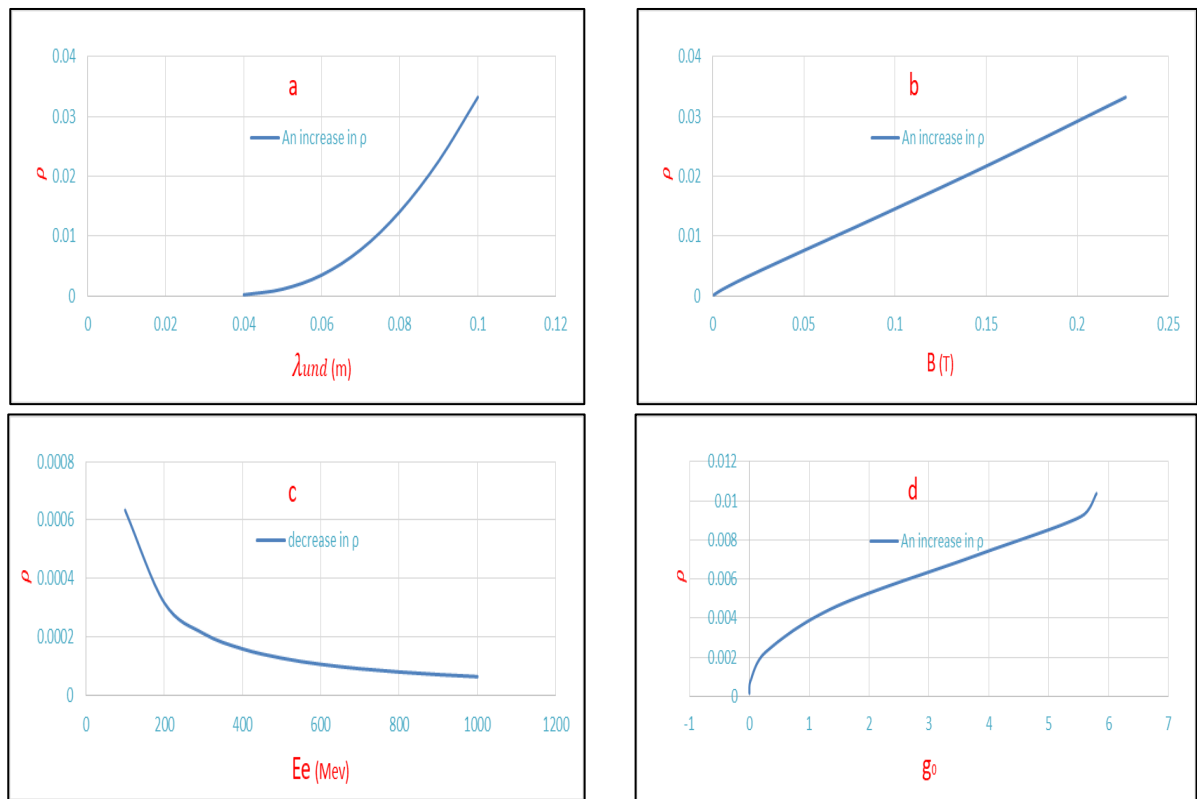 a
An increase in ρ
0.04
0.03
0.02
0.01
0
ρ
0 0.02 0.04 0.06 0.08 0.1 0.12
λund (m)
b
An increase in ρ
0.04
0.03
0.02
0.01
0
ρ
0 0.05 0.1 0.15 0.2 0.25
B (T)
c
decrease in ρ
0.0008
0.0006
0.0004
0.0002
0
ρ
0 200 400 600 800 1000 1200
Ee (Mev)
d
An increase in ρ
0.012
0.01
0.008
0.006
0.004
0.002
0
ρ
-1 0 1 2 3 4 5 6 7
g₀